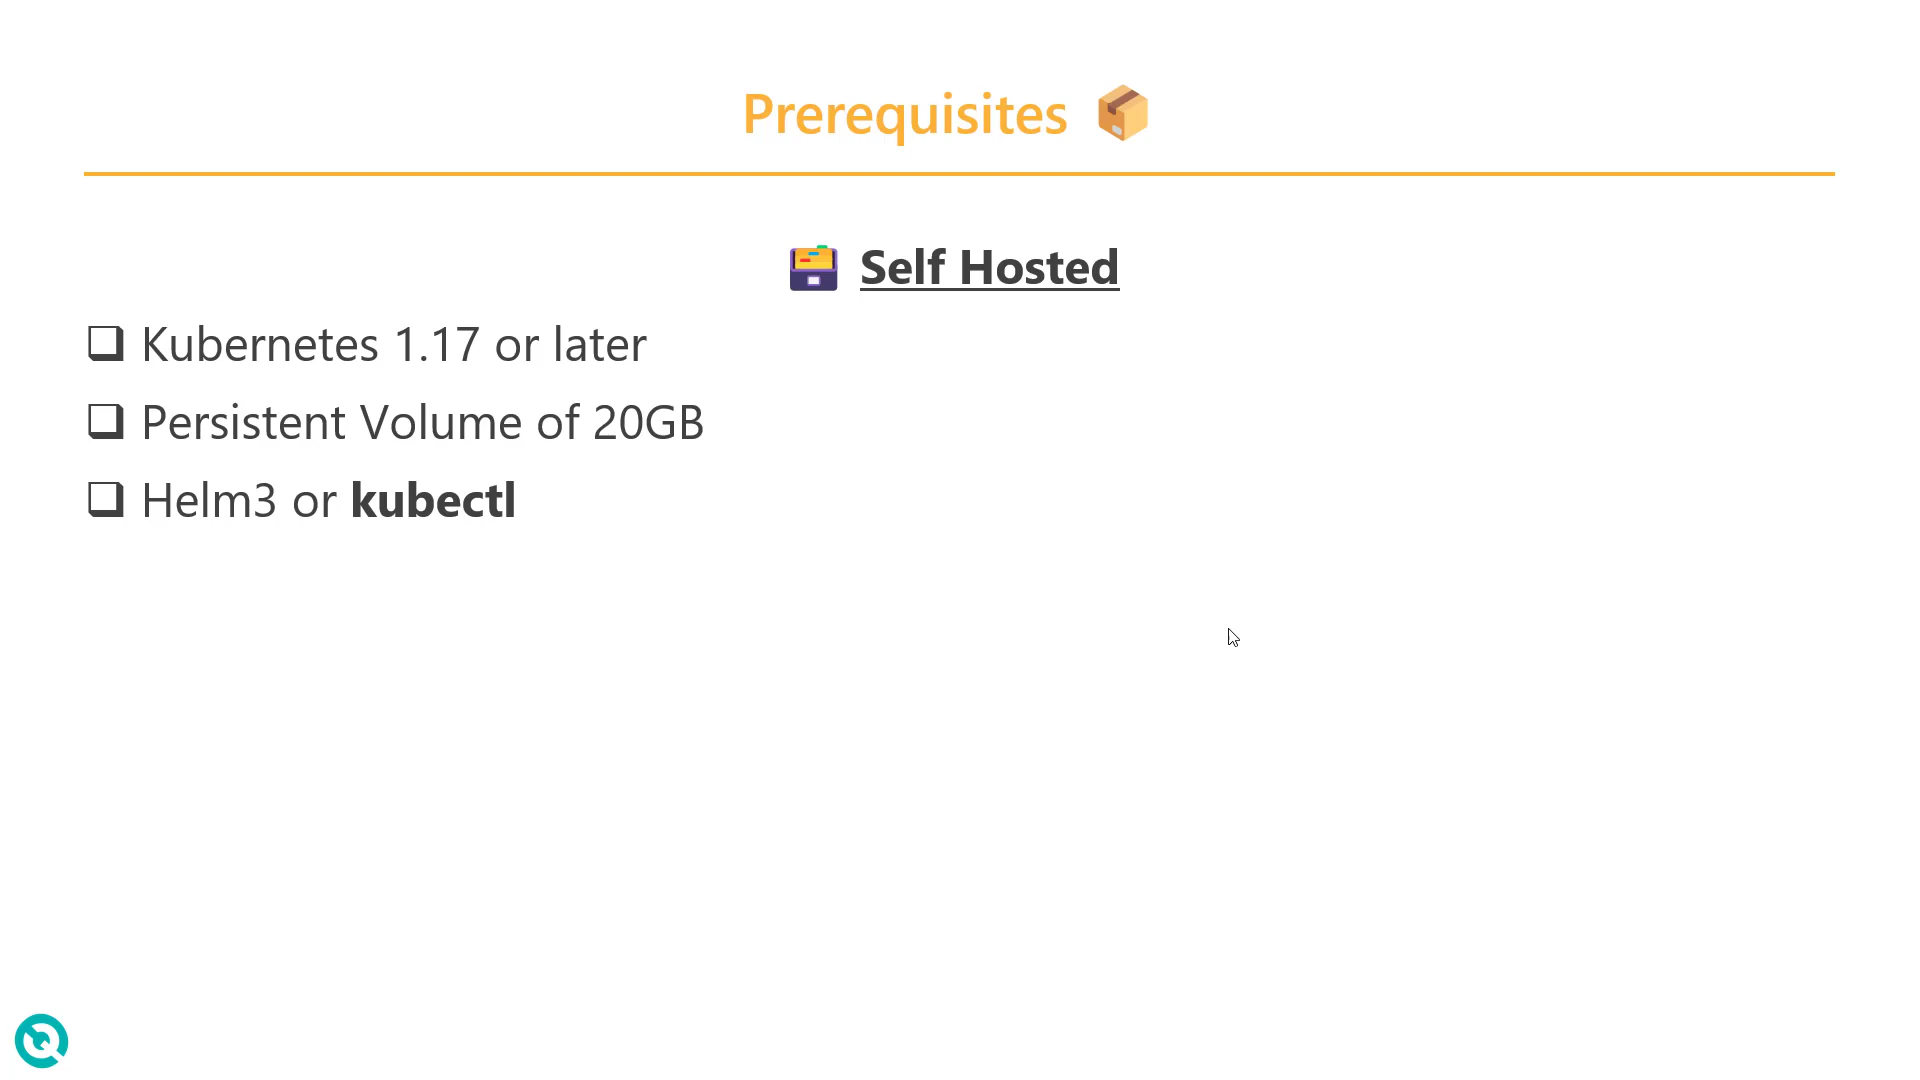 Prerequisites
Self Hosted
Kubernetes 1.17 or later
Persistent Volume of 20GB
Helm3 or kubectl